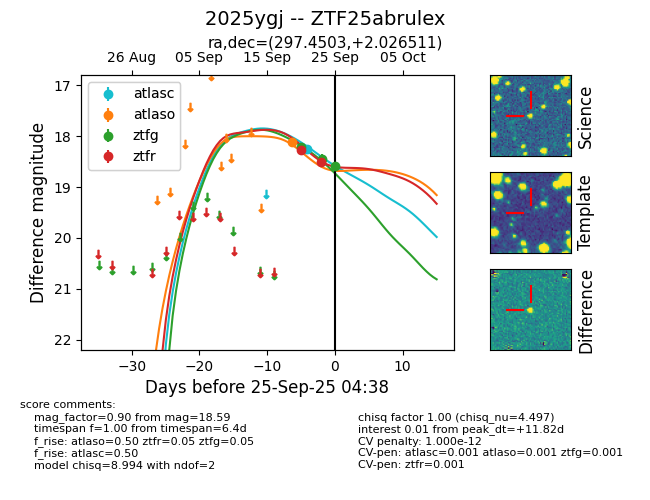 2025ygj -- ZTF25abrulex
ra,dec=(297.4503,+2.026511)
26 Aug 05 Sep 15 Sep 25 Sep 05 Oct
17
18
19
20
21
22
Difference magnitude
atlasc
atlaso
ztfg
ztfr
−30 −20 −10 0 10
Days before 25-Sep-25 04:38
Science
Template
Difference
score comments:
mag_factor=0.90 from mag=18.59
timespan f=1.00 from timespan=6.4d
f_rise: atlaso=0.50 ztfr=0.05 ztfg=0.05
f_rise: atlasc=0.50
model chisq=8.994 with ndof=2
chisq factor 1.00 (chisq_nu=4.497)
interest 0.01 from peak_dt=+11.82d
CV penalty: 1.000e-12
CV-pen: atlasc=0.001 atlaso=0.001 ztfg=0.001
CV-pen: ztfr=0.001